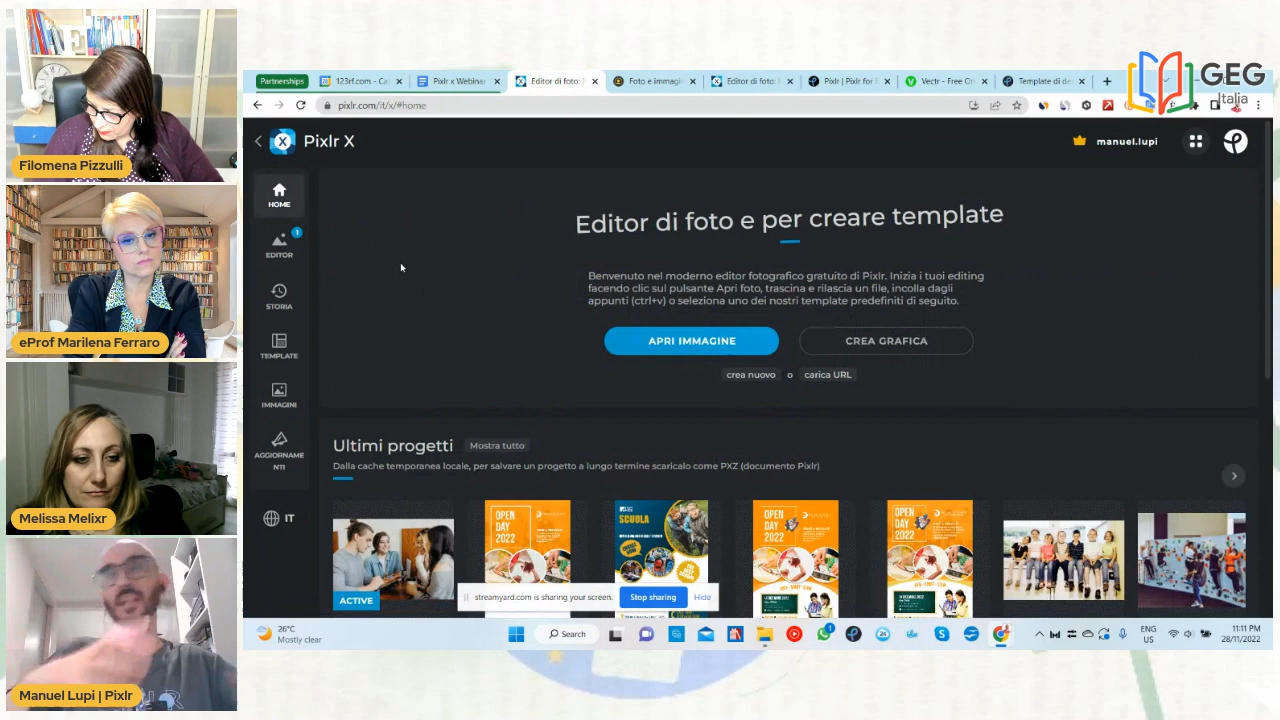 Filomena Pizzulli
eProf Marilena Ferraro
Melissa Melixr
Manuel Lupi | Pixlr
GEG
Italia
Partnerships
123rf.com - Ca
Pixlr x Webinar
Editor di foto:
Foto e immagi
Editor di foto:
Pixlr | Pixlr for
Vectr - Free On
Template di de
pixlr.com/it/x/#home
Pixlr X
manuel.lupi
HOME
EDITOR
1
STORIA
TEMPLATE
IMMAGINI
AGGIORNAME
NTI
IT
Editor di foto e per creare template
Benvenuto nel moderno editor fotografico gratuito di Pixlr. Inizia i tuoi editing
facendo clic sul pulsante Apri foto, trascina e rilascia un file, incolla dagli
appunti (ctrl+v) o seleziona uno dei nostri template predefiniti di seguito.
APRI IMMAGINE
CREA GRAFICA
crea nuovo o carica URL
Ultimi progetti
Mostra tutto
Dalla cache temporanea locale, per salvare un progetto a lungo termine scaricalo come PXZ (documento Pixlr)
ACTIVE
OPEN
DAY
2022
SCUOLA
OPEN
DAY
2022
OPEN
DAY
2022
streamyard.com is sharing your screen.
Stop sharing
Hide
26°C
Mostly clear
Search
1
ENG
US
11:11 PM
28/11/2022